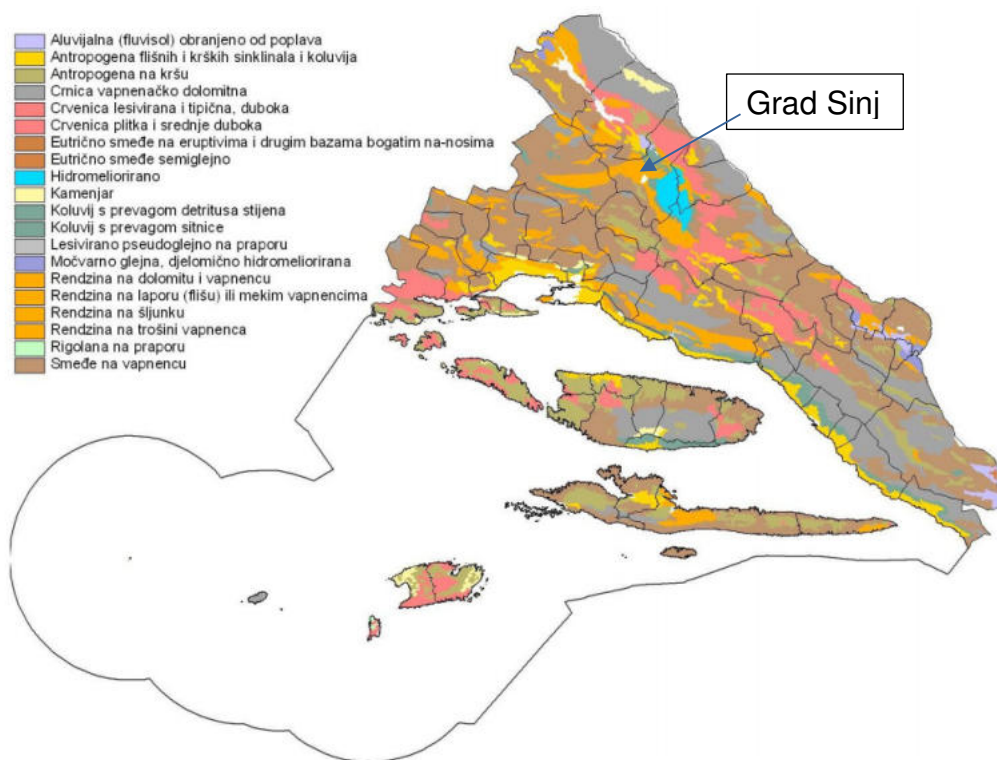 Aluvijalna (fluvisol) obranjeno od poplava
Antropogena flišnih i krških sinklinala i koluvija
Antropogena na kršu
Crnica vapnenačko dolomitna
Crvenica lesivirana i tipična, duboka
Crvenica plitka i srednje duboka
Eutrično smeđe na eruptivima i drugim bazama bogatim na-nosima
Eutrično smeđe semiglejno
Hidromeliorirano
Kamenjar
Koluvij s prevagom detritusa stijena
Koluvij s prevagom sitnice
Lesivirano pseudoglejno na praporu
Močvarno glejna, djelomično hidromeliorirana
Rendzina na dolomitu i vapnencu
Rendzina na laporu (flišu) ili mekim vapnencima
Rendzina na šljunku
Rendzina na trošini vapnenca
Rigolana na praporu
Smeđe na vapnencu
Grad Sinj